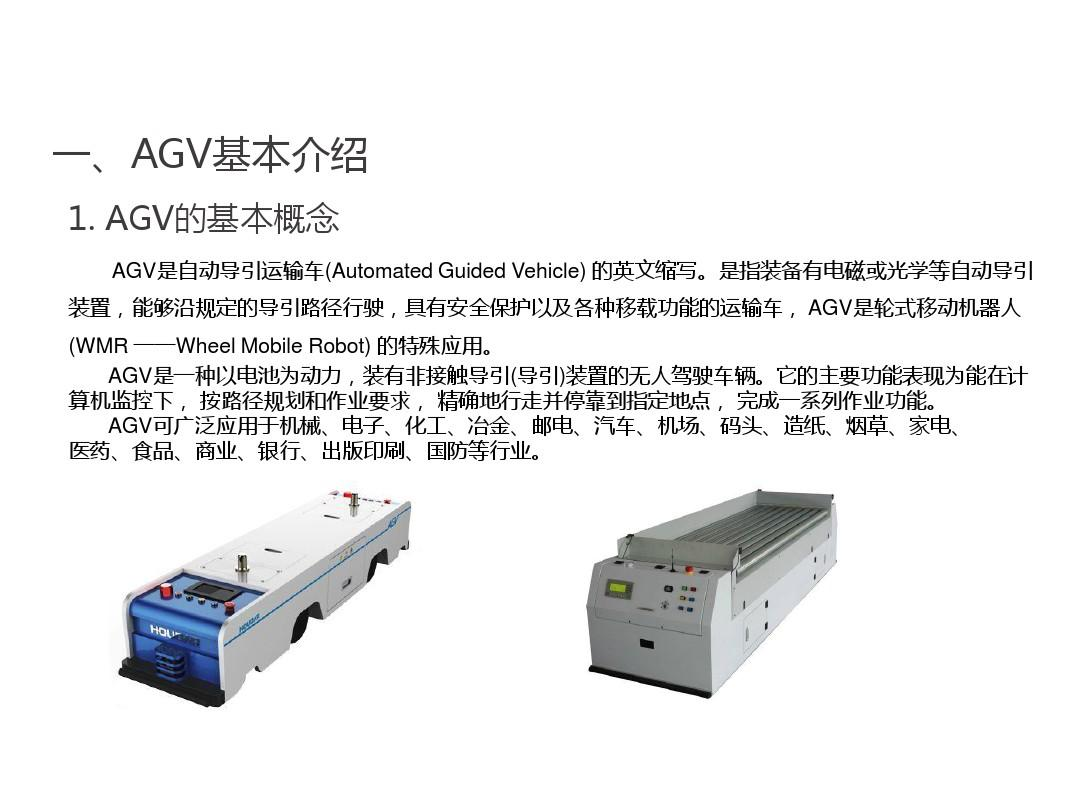 一、AGV基本介绍
1. AGV的基本概念
AGV是自动导引运输车(Automated Guided Vehicle) 的英文缩写。是指装备有电磁或光学等自动导引
装置，能够沿规定的导引路径行驶，具有安全保护以及各种移载功能的运输车， AGV是轮式移动机器人
(WMR ——Wheel Mobile Robot) 的特殊应用。
AGV是一种以电池为动力，装有非接触导引(导引)装置的无人驾驶车辆。它的主要功能表现为能在计
算机监控下， 按路径规划和作业要求， 精确地行走并停靠到指定地点， 完成一系列作业功能。
AGV可广泛应用于机械、电子、化工、冶金、邮电、汽车、机场、码头、造纸、烟草、家电、
医药、食品、商业、银行、出版印刷、国防等行业。
AGV